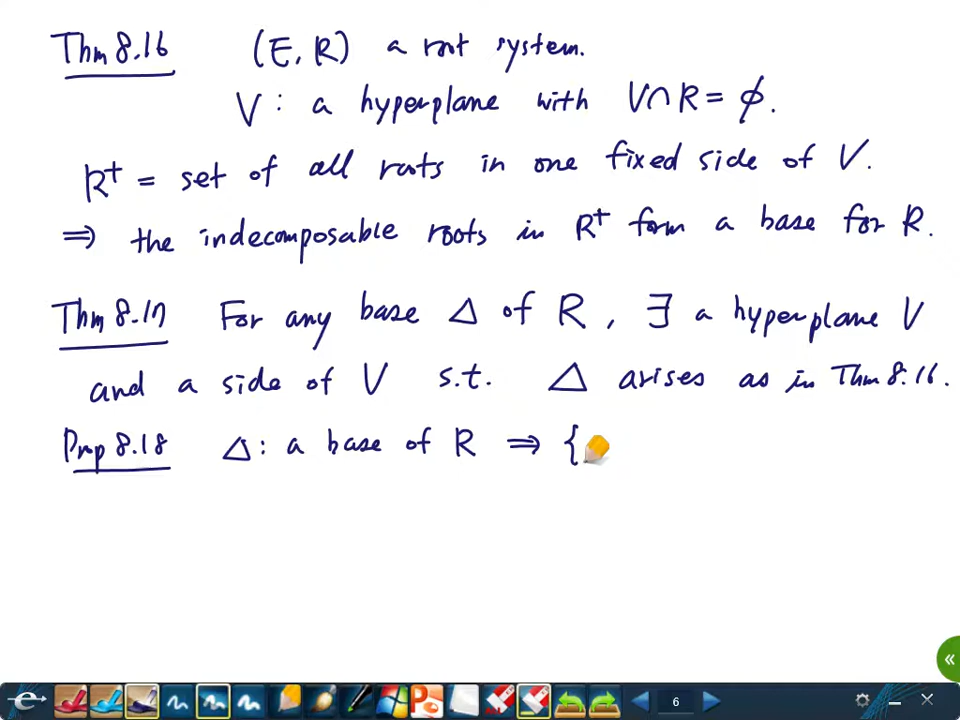 Thm 8.16 (E, R) a root system.
V : a hyperplane with V∩R = ϕ.
R⁺ = set of all roots in one fixed side of V.
⇒ the indecomposable roots in R⁺ form a base for R.
Thm 8.17 For any base Δ of R, ∃ a hyperplane V
and a side of V s.t. Δ arises as in Thm 8.16.
Prop 8.18 Δ : a base of R ⇒ {
6